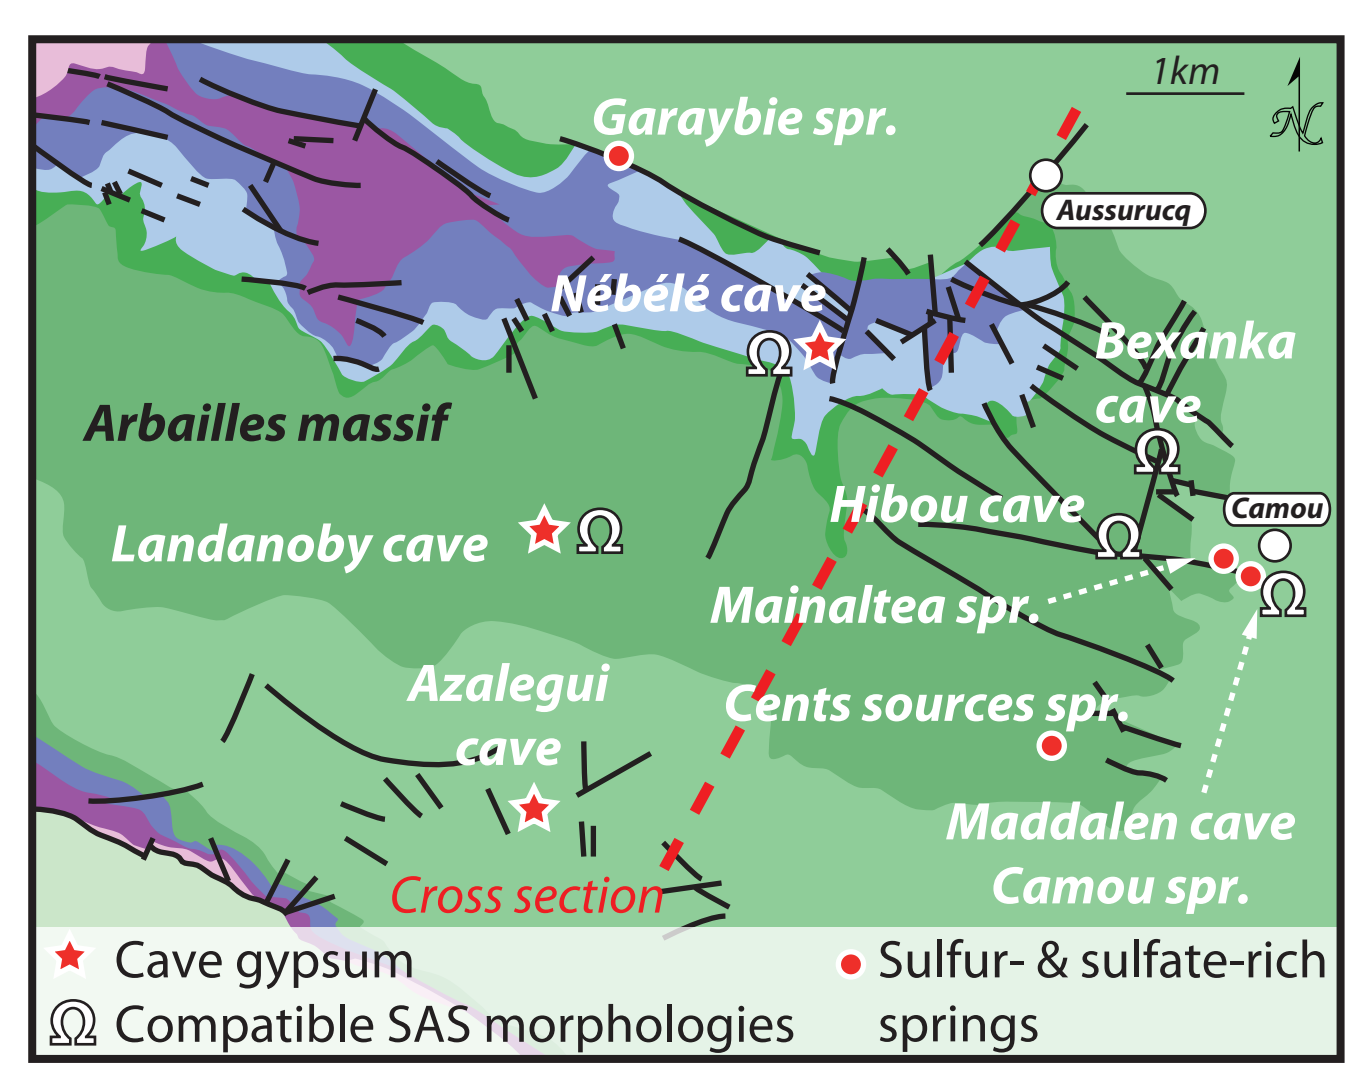 1km
N
Garaybie spr.
Aussurucq
Nébélé cave
Ω
Bexanka
cave
Ω
Arbailles massif
Hibou cave
Ω
Camou
Landanoby cave
Ω
Mainaltea spr.
Ω
Azalegui
cave
Cents sources spr.
Maddalen cave
Camou spr.
Cross section
Cave gypsum
Ω Compatible SAS morphologies
Sulfur- & sulfate-rich
springs